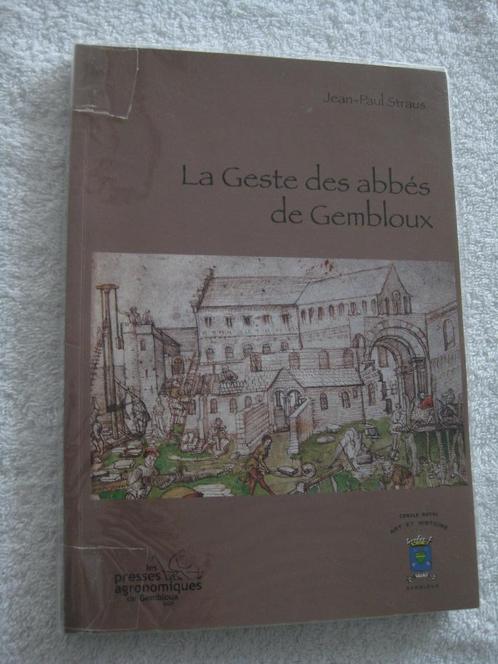 Jean-Paul Straus
La Geste des abbés
de Gembloux
les
presses
agronomiques
de Gembloux
CERCLE ROYAL
ART ET HISTOIRE
GEMBLOUX